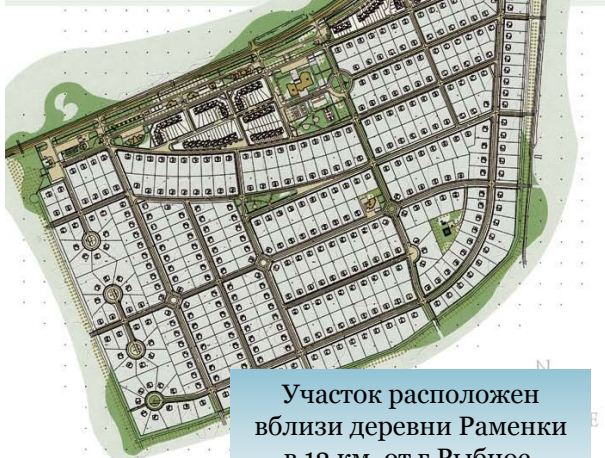 N
E
Участок расположен
вблизи деревни Раменки
в 12 км. от г.Рыбное